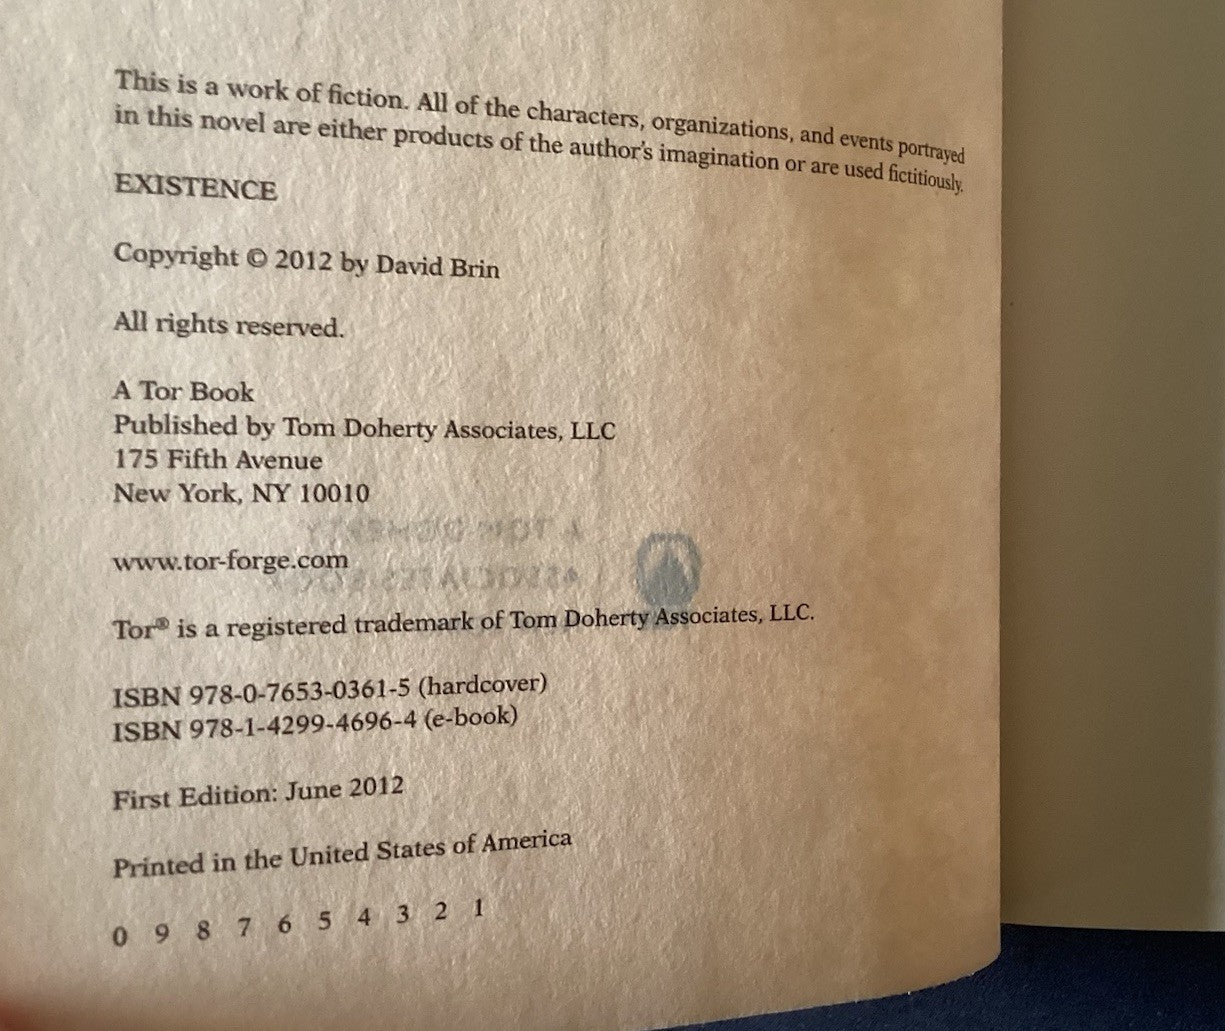 This is a work of fiction. All of the characters, organizations, and events portrayed
in this novel are either products of the author's imagination or are used fictitiously.
EXISTENCE
Copyright © 2012 by David Brin
All rights reserved.
A Tor Book
Published by Tom Doherty Associates, LLC
175 Fifth Avenue
New York, NY 10010
www.tor-forge.com
Tor® is a registered trademark of Tom Doherty Associates, LLC.
ISBN 978-0-7653-0361-5 (hardcover)
ISBN 978-1-4299-4696-4 (e-book)
First Edition: June 2012
Printed in the United States of America
0 9 8 7 6 5 4 3 2 1